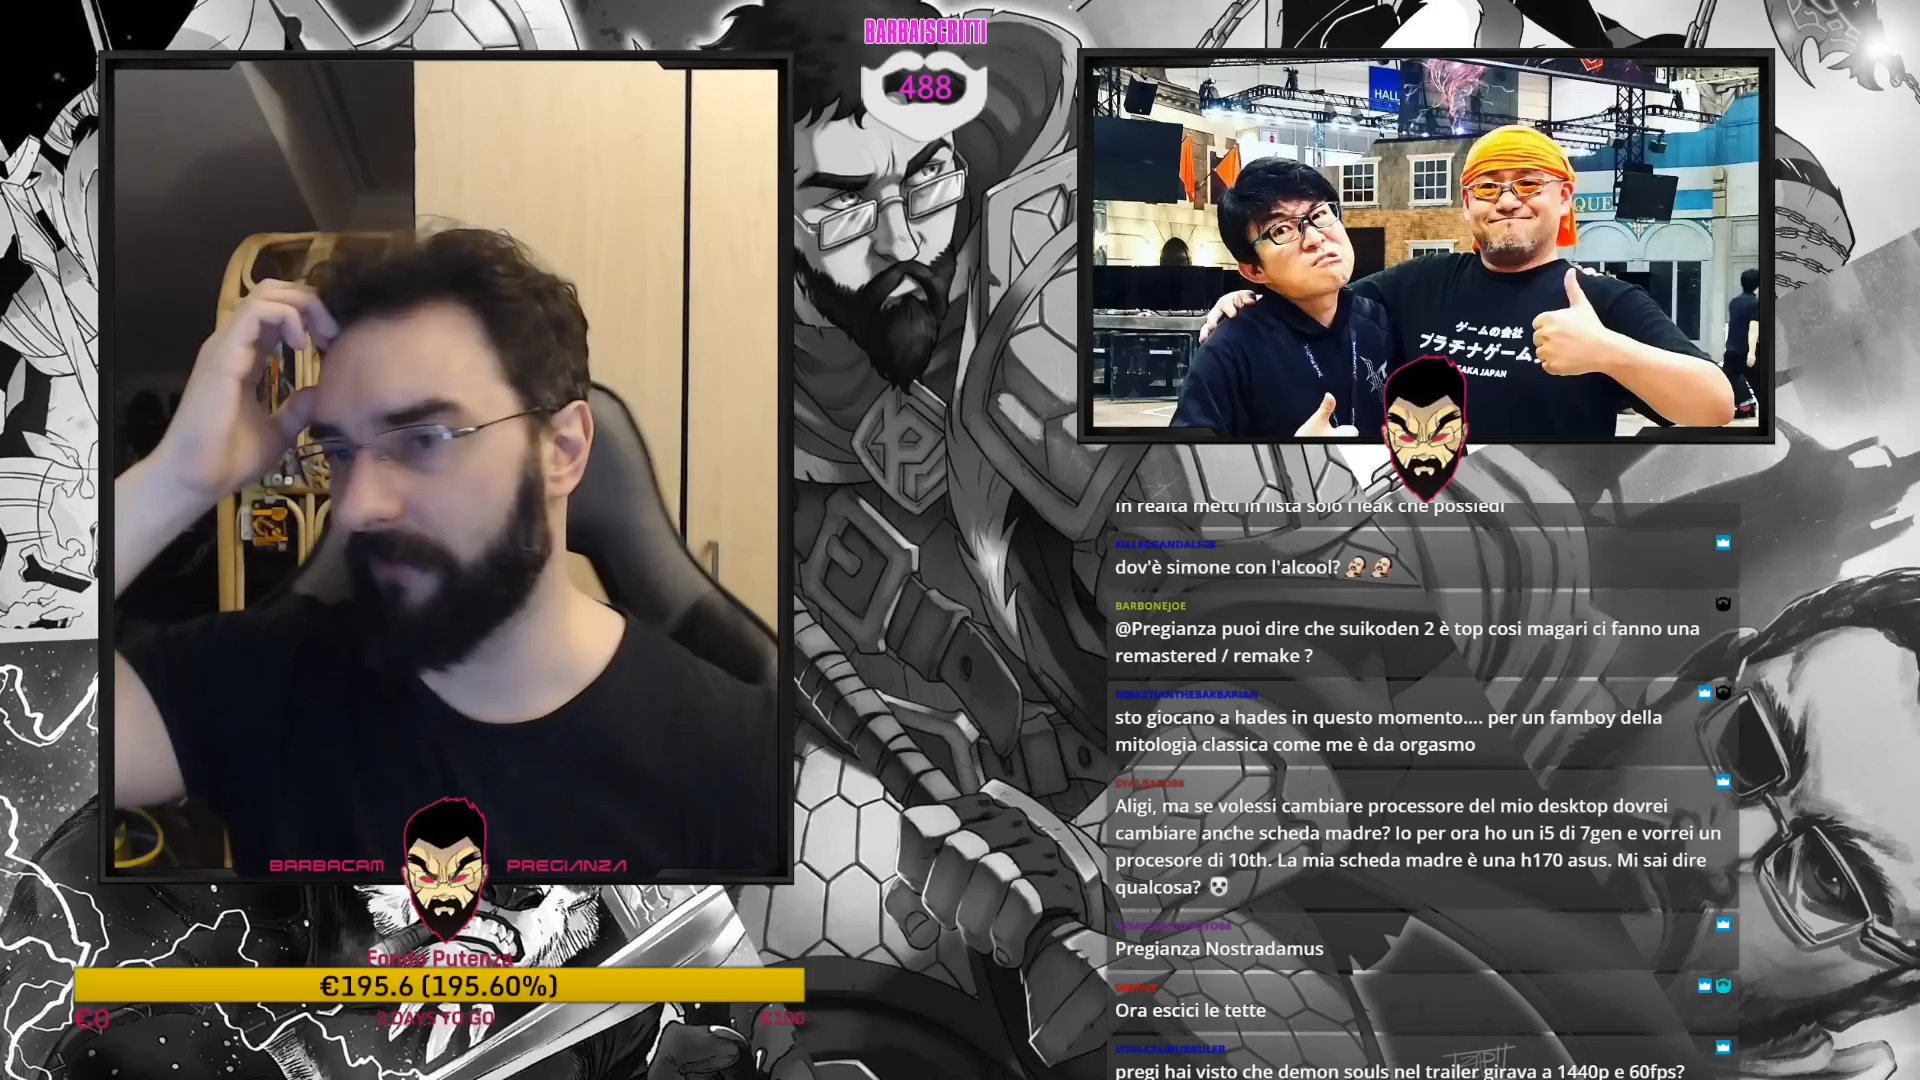 BARBAISCRITTI
488
HALL
ゲームの会社
プラチナゲーム
SAKA JAPAN
In realtà metti in lista solo i leak che possiedi
KILLERGANDALF38
dov'è simone con l'alcool?
BARBONEJOE
@Pregianza puoi dire che suikoden 2 è top cosi magari ci fanno una
remastered / remake ?
SEBASTIANTHEBARBARIAN
sto giocano a hades in questo momento.... per un famboy della
mitologia classica come me è da orgasmo
Aligi, ma se volessi cambiare processore del mio desktop dovrei
cambiare anche scheda madre? Io per ora ho un i5 di 7gen e vorrei un
procesore di 10th. La mia scheda madre è una h170 asus. Mi sai dire
qualcosa?
Pregianza Nostradamus
Ora escici le tette
SOULCALIBURRULER
pregi hai visto che demon souls nel trailer girava a 1440p e 60fps?
BARBACAM PREGIANZA
Fondo Putenza
€195.6 (195.60%)
€0 3 DAYS TO GO €100